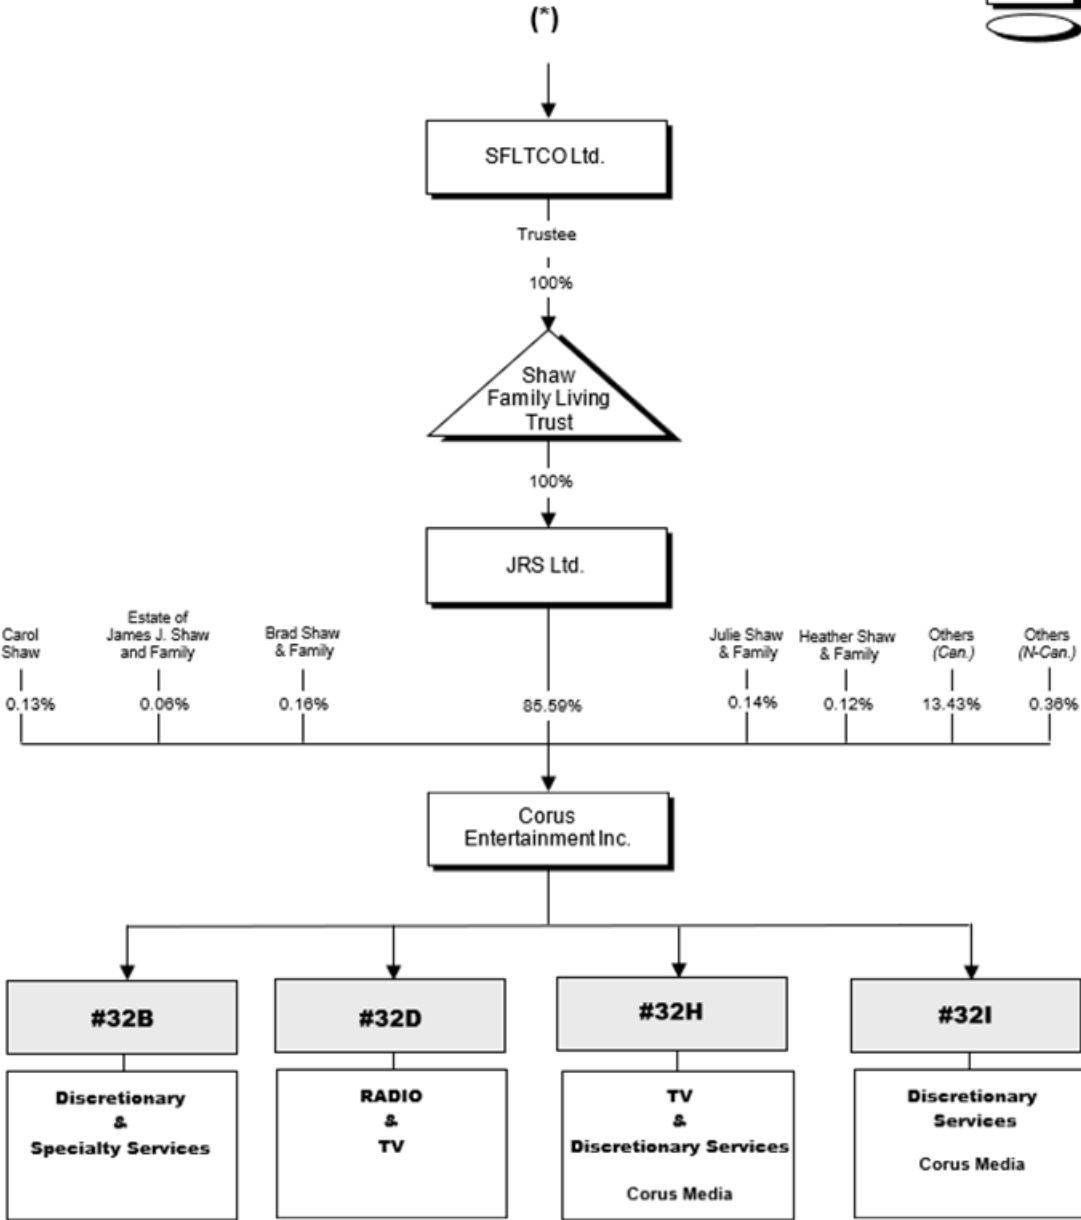 (*)
SFLTCO Ltd.
Trustee
100%
Shaw
Family Living
Trust
100%
JRS Ltd.
Carol
Shaw
0.13%
Estate of
James J. Shaw
and Family
0.06%
Brad Shaw
& Family
0.16%
85.59%
Julie Shaw
& Family
0.14%
Heather Shaw
& Family
0.12%
Others
(Can.)
13.43%
Others
(N-Can.)
0.36%
Corus
Entertainment Inc.
#32B
Discretionary
&
Specialty Services
#32D
RADIO
&
TV
#32H
TV
&
Discretionary Services
Corus Media
#32I
Discretionary
Services
Corus Media